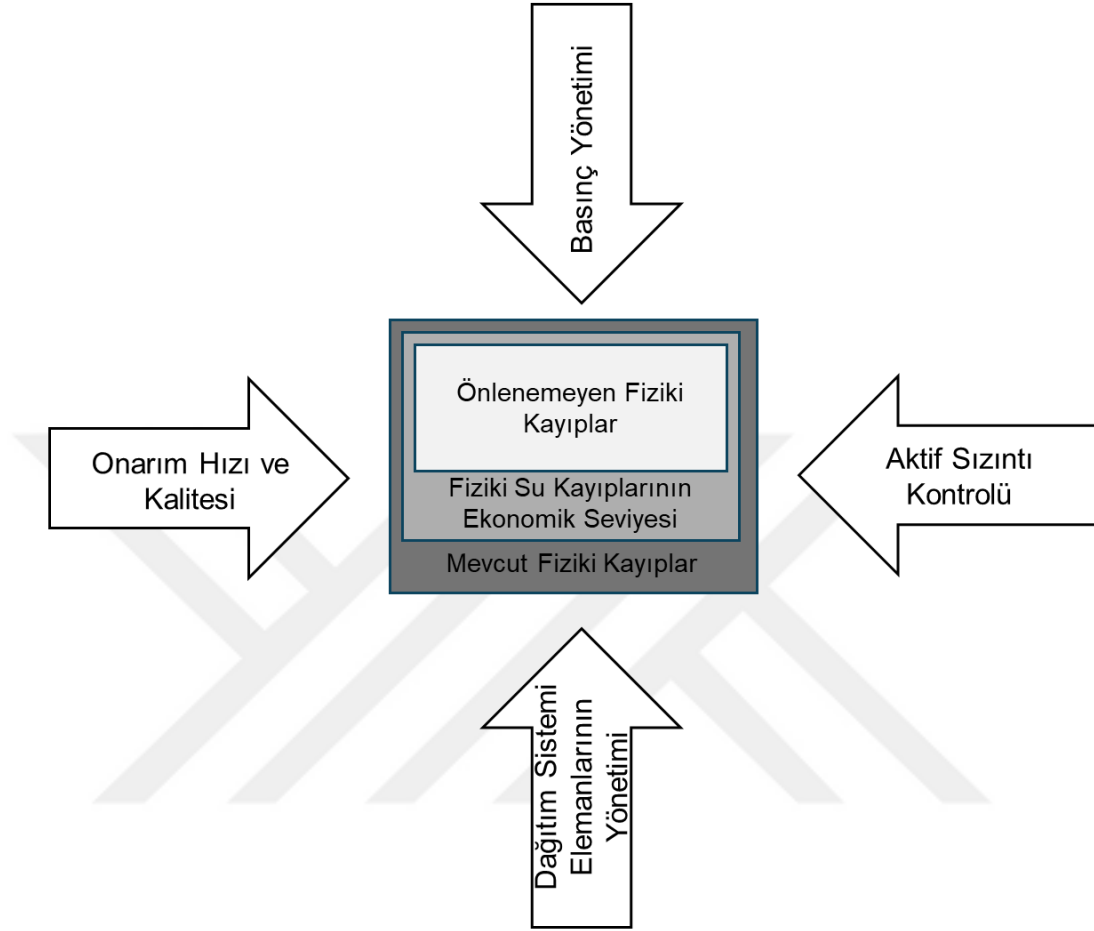 Basınç Yönetimi
Önlenemeyen Fiziki
Kayıplar
Fiziki Su Kayıplarının
Ekonomik Seviyesi
Mevcut Fiziki Kayıplar
Onarım Hızı ve
Kalitesi
Aktif Sızıntı
Kontrolü
Dağıtım Sistemi
Elemanlarının
Yönetimi